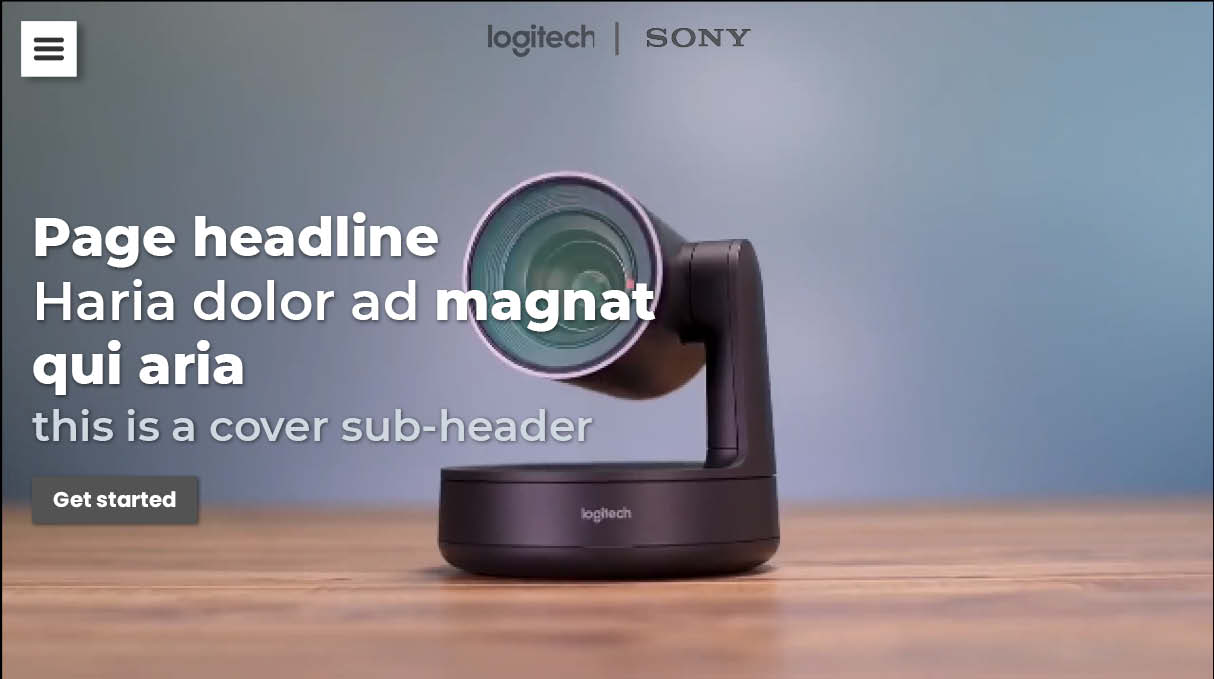 logitech | SONY
Page headline
Haria dolor ad magnat
qui aria
this is a cover sub-header
Get started
logitech